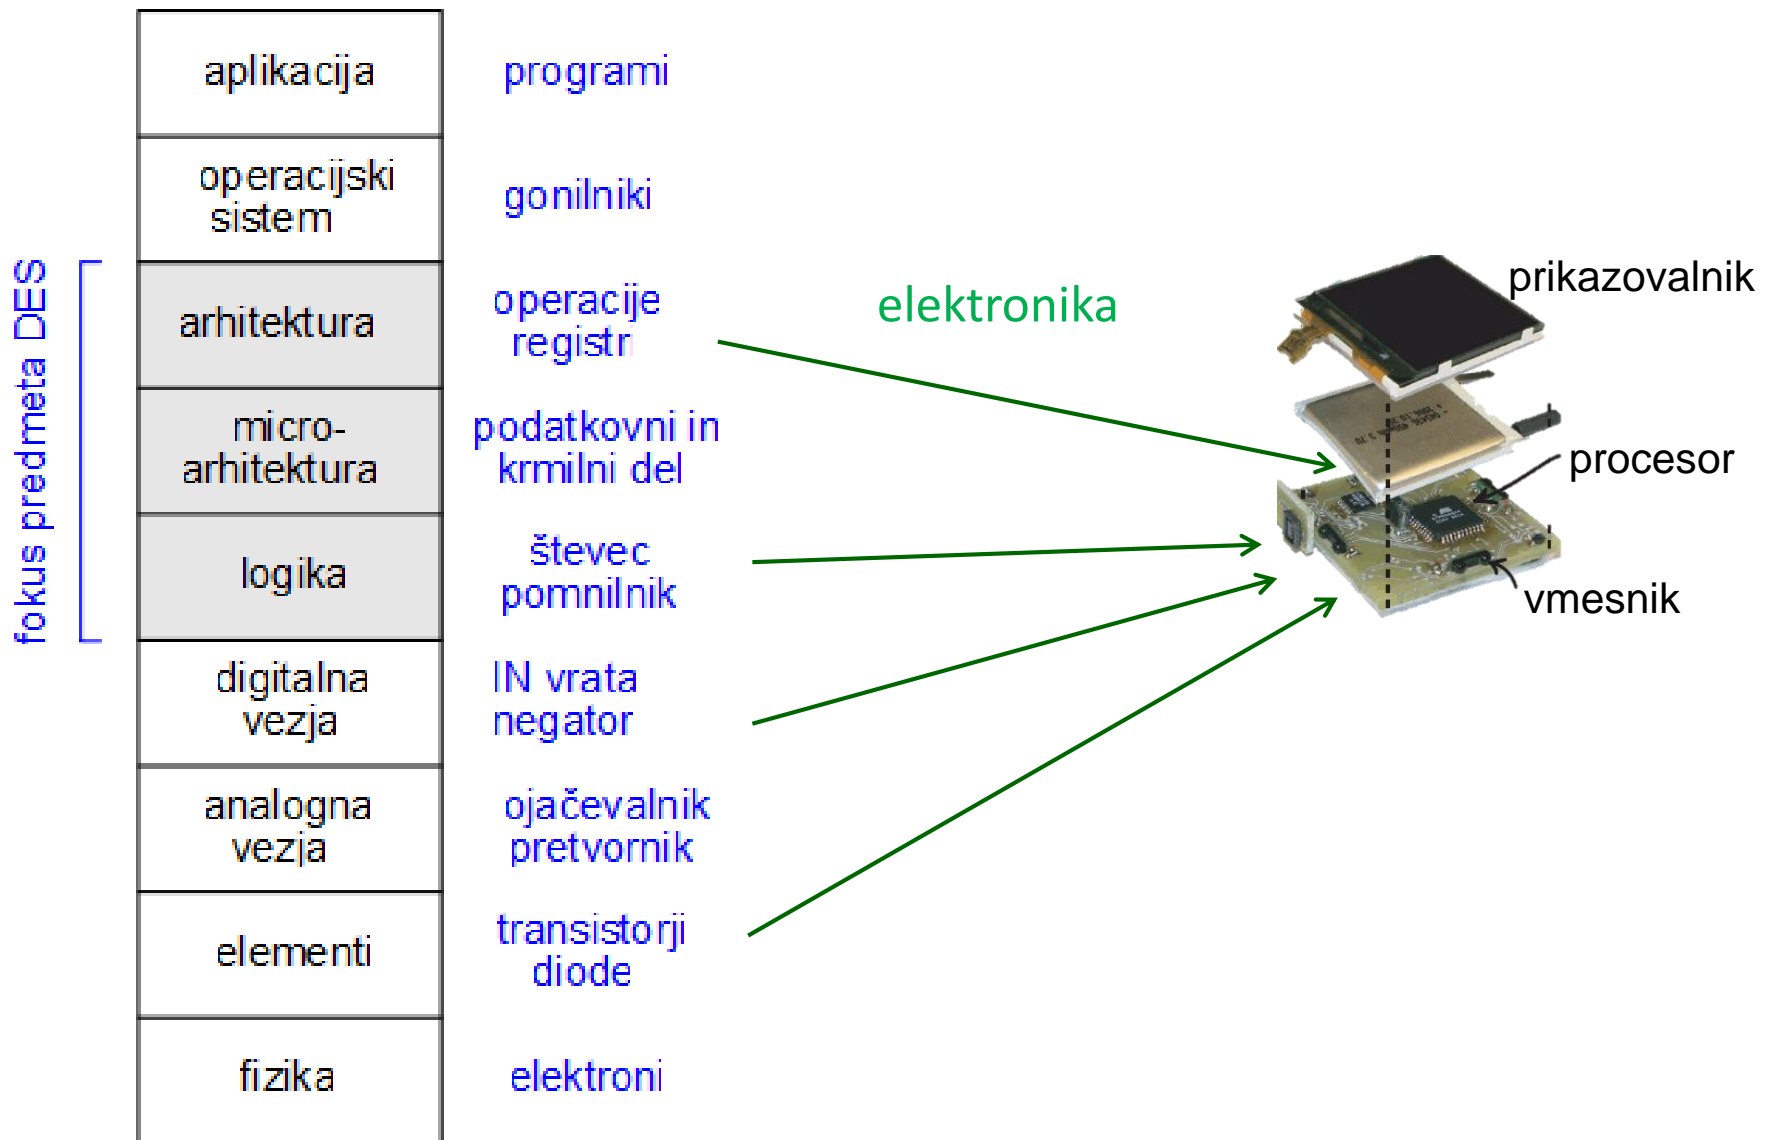 aplikacija
programi
operacijski
sistem
gonilniki
fokus predmeta DES
arhitektura
operacije
registri
elektronika
micro-
arhitektura
podatkovni in
krmilni del
logika
števec
pomnilnik
digitalna
vezja
IN vrata
negator
analogna
vezja
ojačevalnik
pretvornik
elementi
transistorji
diode
fizika
elektroni
prikazovalnik
procesor
vmesnik